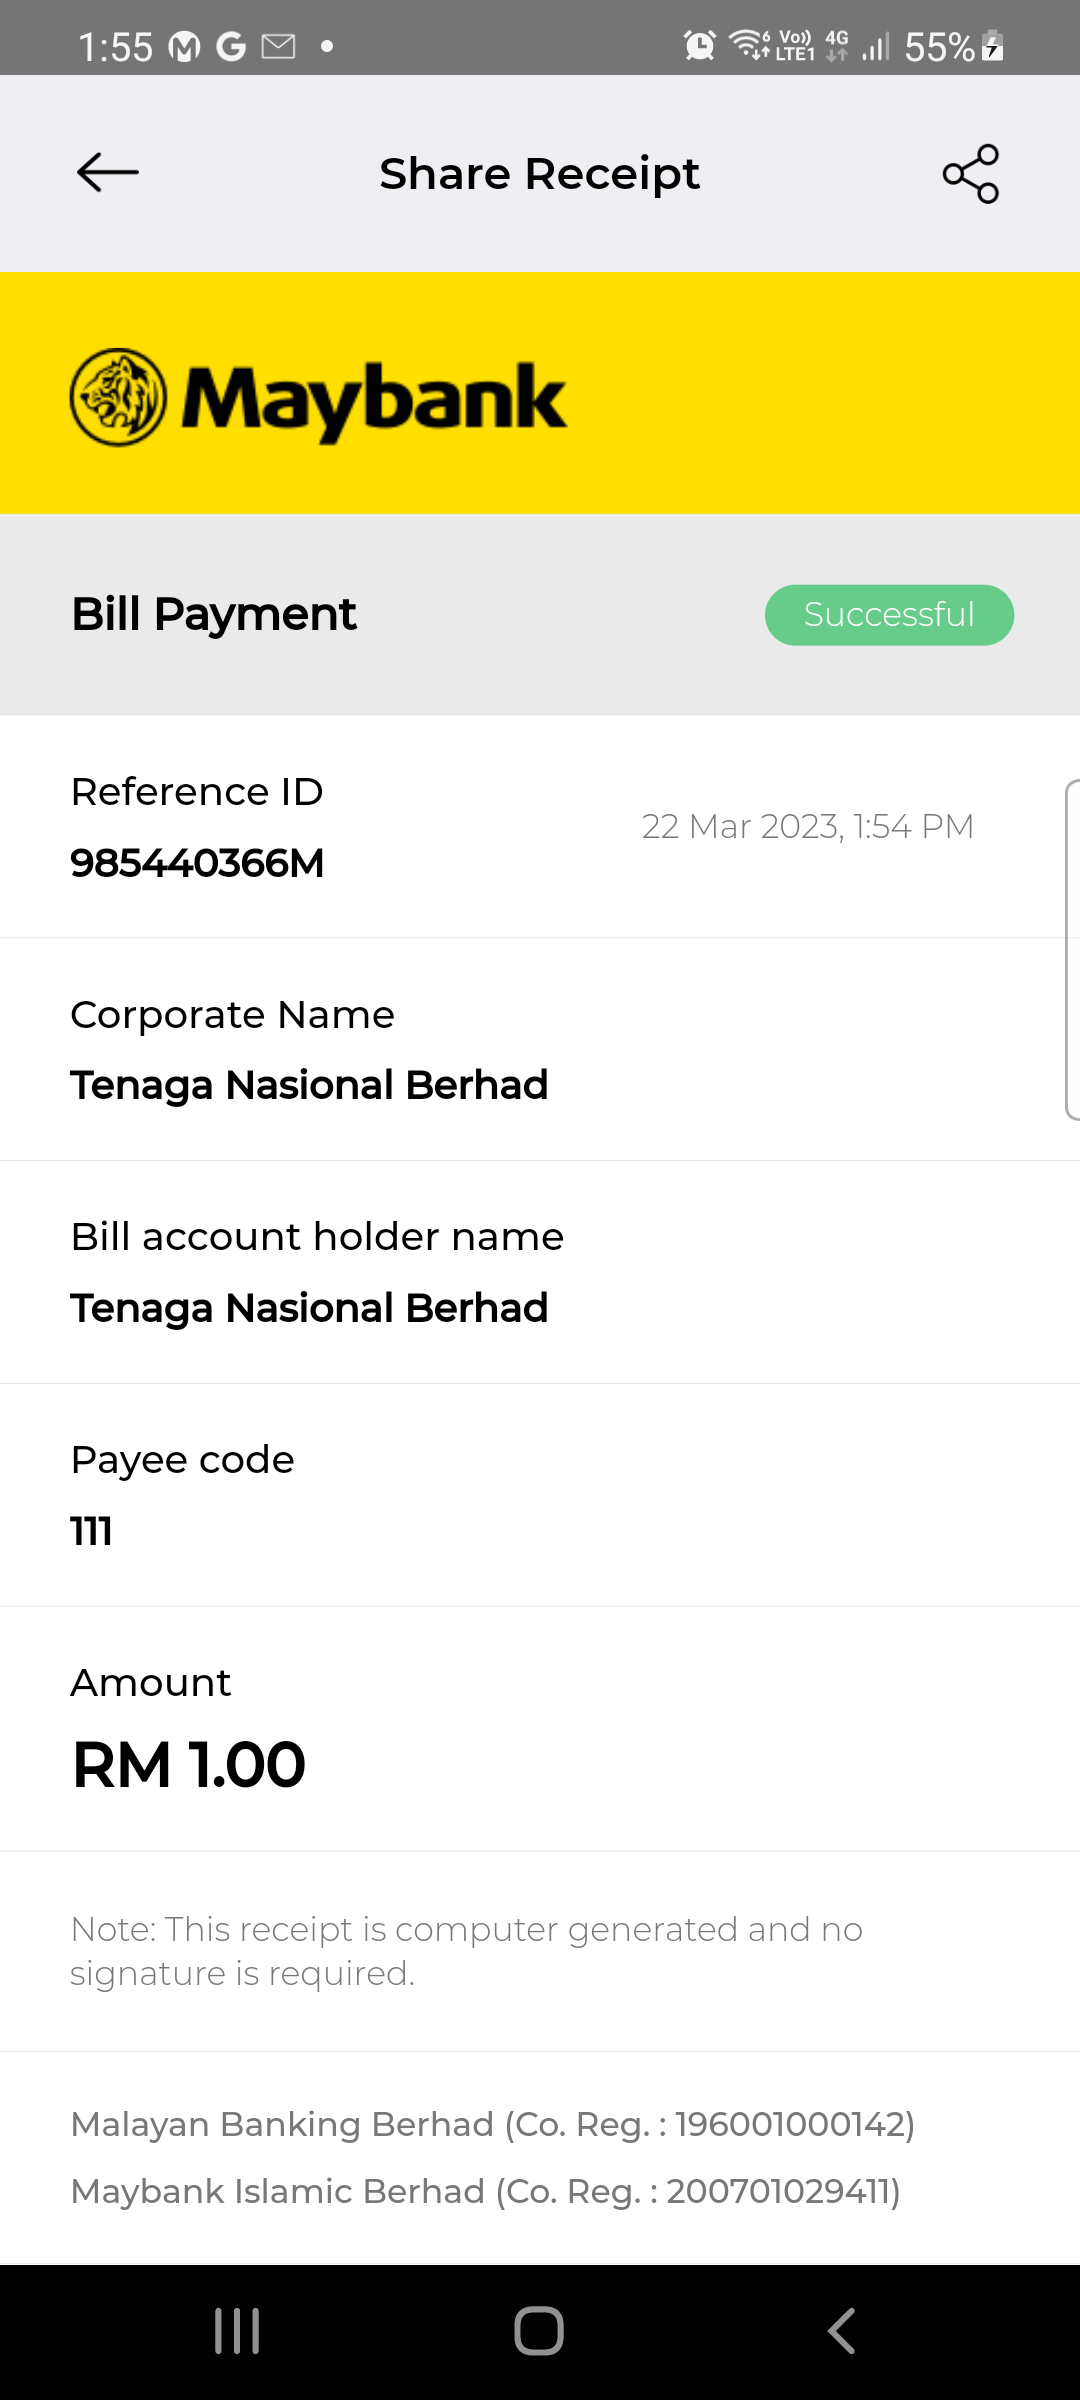 1:55
Vo)) 4G
LTE1
55%
Share Receipt
Maybank
Bill Payment
Successful
Reference ID
22 Mar 2023, 1:54 PM
985440366M
Corporate Name
Tenaga Nasional Berhad
Bill account holder name
Tenaga Nasional Berhad
Payee code
111
Amount
RM 1.00
Note: This receipt is computer generated and no
signature is required.
Malayan Banking Berhad (Co. Reg. : 196001000142)
Maybank Islamic Berhad (Co. Reg. : 200701029411)